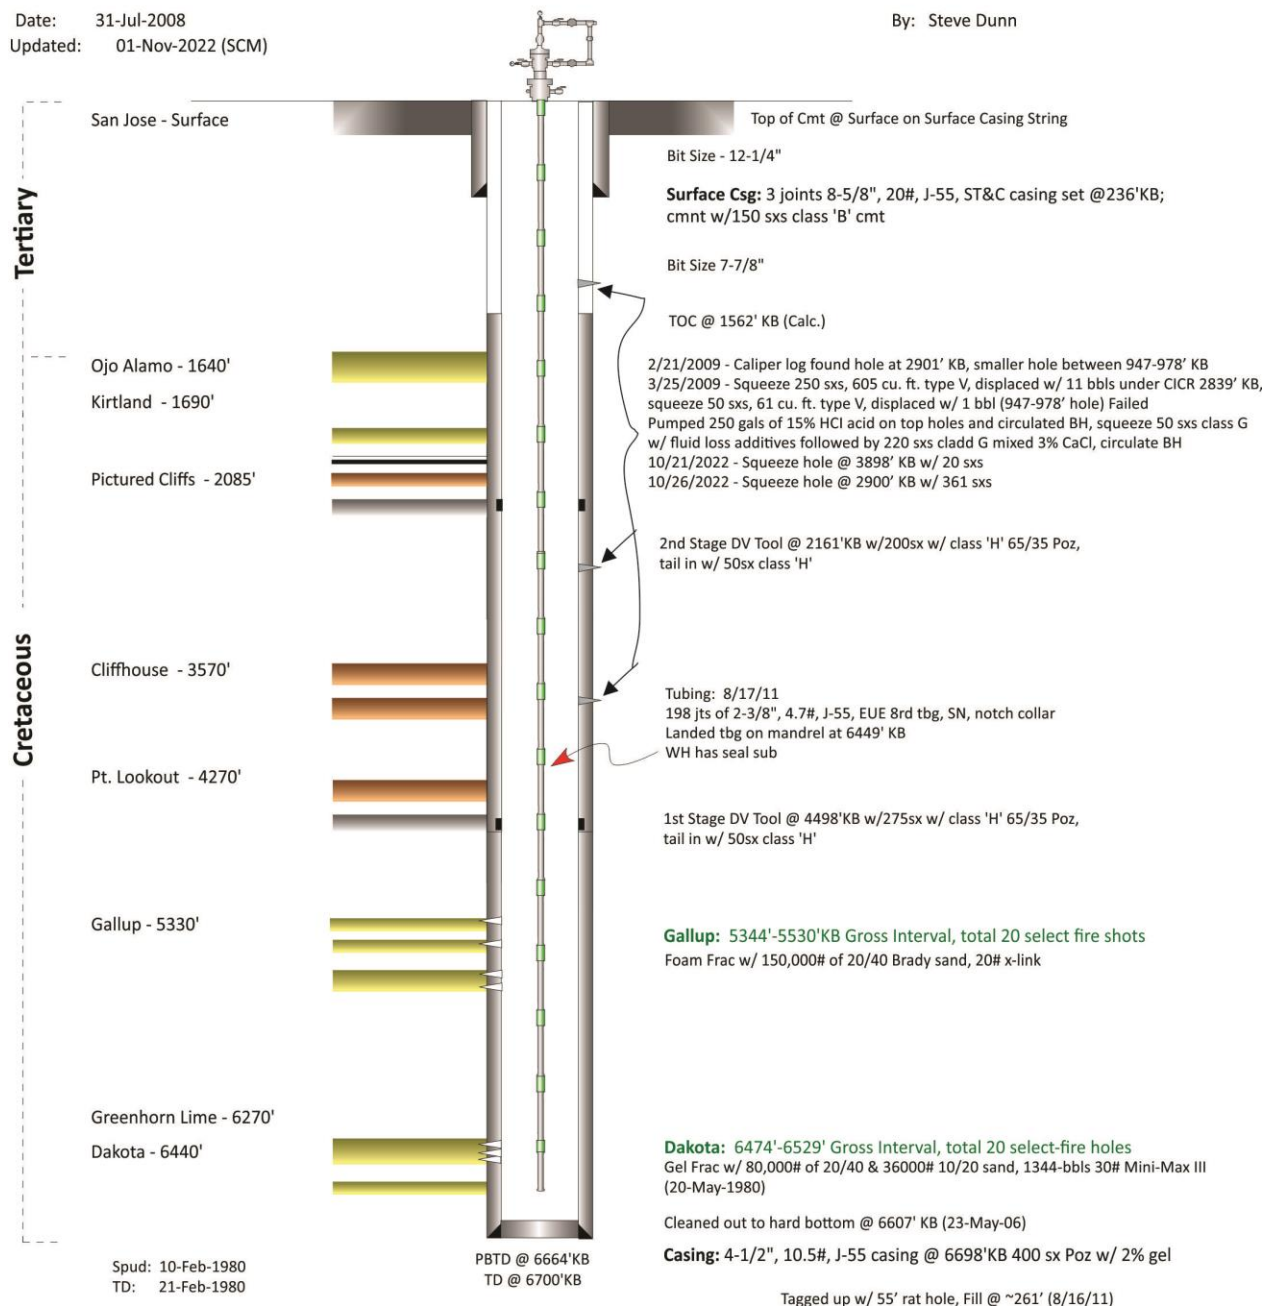 Date: 31-Jul-2008
By: Steve Dunn
Updated: 01-Nov-2022 (SCM)
San Jose - Surface
Top of Cmt @ Surface on Surface Casing String
Bit Size - 12-1/4"
Surface Csg: 3 joints 8-5/8", 20#, J-55, ST&C casing set @236'KB;
cmnt w/150 sxs class 'B' cmt
Tertiary
Bit Size 7-7/8"
TOC @ 1562' KB (Calc.)
Ojo Alamo - 1640'
Kirtland - 1690'
2/21/2009 - Caliper log found hole at 2901' KB, smaller hole between 947-978' KB
3/25/2009 - Squeeze 250 sxs, 605 cu. ft. type V, displaced w/ 11 bbls under CICR 2839' KB,
squeeze 50 sxs, 61 cu. ft. type V, displaced w/ 1 bbl (947-978' hole) Failed
Pumped 250 gals of 15% HCl acid on top holes and circulated BH, squeeze 50 sxs class G
w/ fluid loss additives followed by 220 sxs cladd G mixed 3% CaCl, circulate BH
10/21/2022 - Squeeze hole @ 3898' KB w/ 20 sxs
10/26/2022 - Squeeze hole @ 2900' KB w/ 361 sxs
Pictured Cliffs - 2085'
2nd Stage DV Tool @ 2161'KB w/200sx w/ class 'H' 65/35 Poz,
tail in w/ 50sx class 'H'
Cretaceous
Cliffhouse - 3570'
Tubing: 8/17/11
198 jts of 2-3/8", 4.7#, J-55, EUE 8rd tbg, SN, notch collar
Landed tbg on mandrel at 6449' KB
WH has seal sub
Pt. Lookout - 4270'
1st Stage DV Tool @ 4498'KB w/275sx w/ class 'H' 65/35 Poz,
tail in w/ 50sx class 'H'
Gallup - 5330'
Gallup: 5344'-5530'KB Gross Interval, total 20 select fire shots
Foam Frac w/ 150,000# of 20/40 Brady sand, 20# x-link
Greenhorn Lime - 6270'
Dakota - 6440'
Dakota: 6474'-6529' Gross Interval, total 20 select-fire holes
Gel Frac w/ 80,000# of 20/40 & 36000# 10/20 sand, 1344-bbls 30# Mini-Max III
(20-May-1980)
Cleaned out to hard bottom @ 6607' KB (23-May-06)
Casing: 4-1/2", 10.5#, J-55 casing @ 6698'KB 400 sx Poz w/ 2% gel
PBTD @ 6664'KB
TD @ 6700'KB
Spud: 10-Feb-1980
TD: 21-Feb-1980
Tagged up w/ 55' rat hole, Fill @ ~261' (8/16/11)